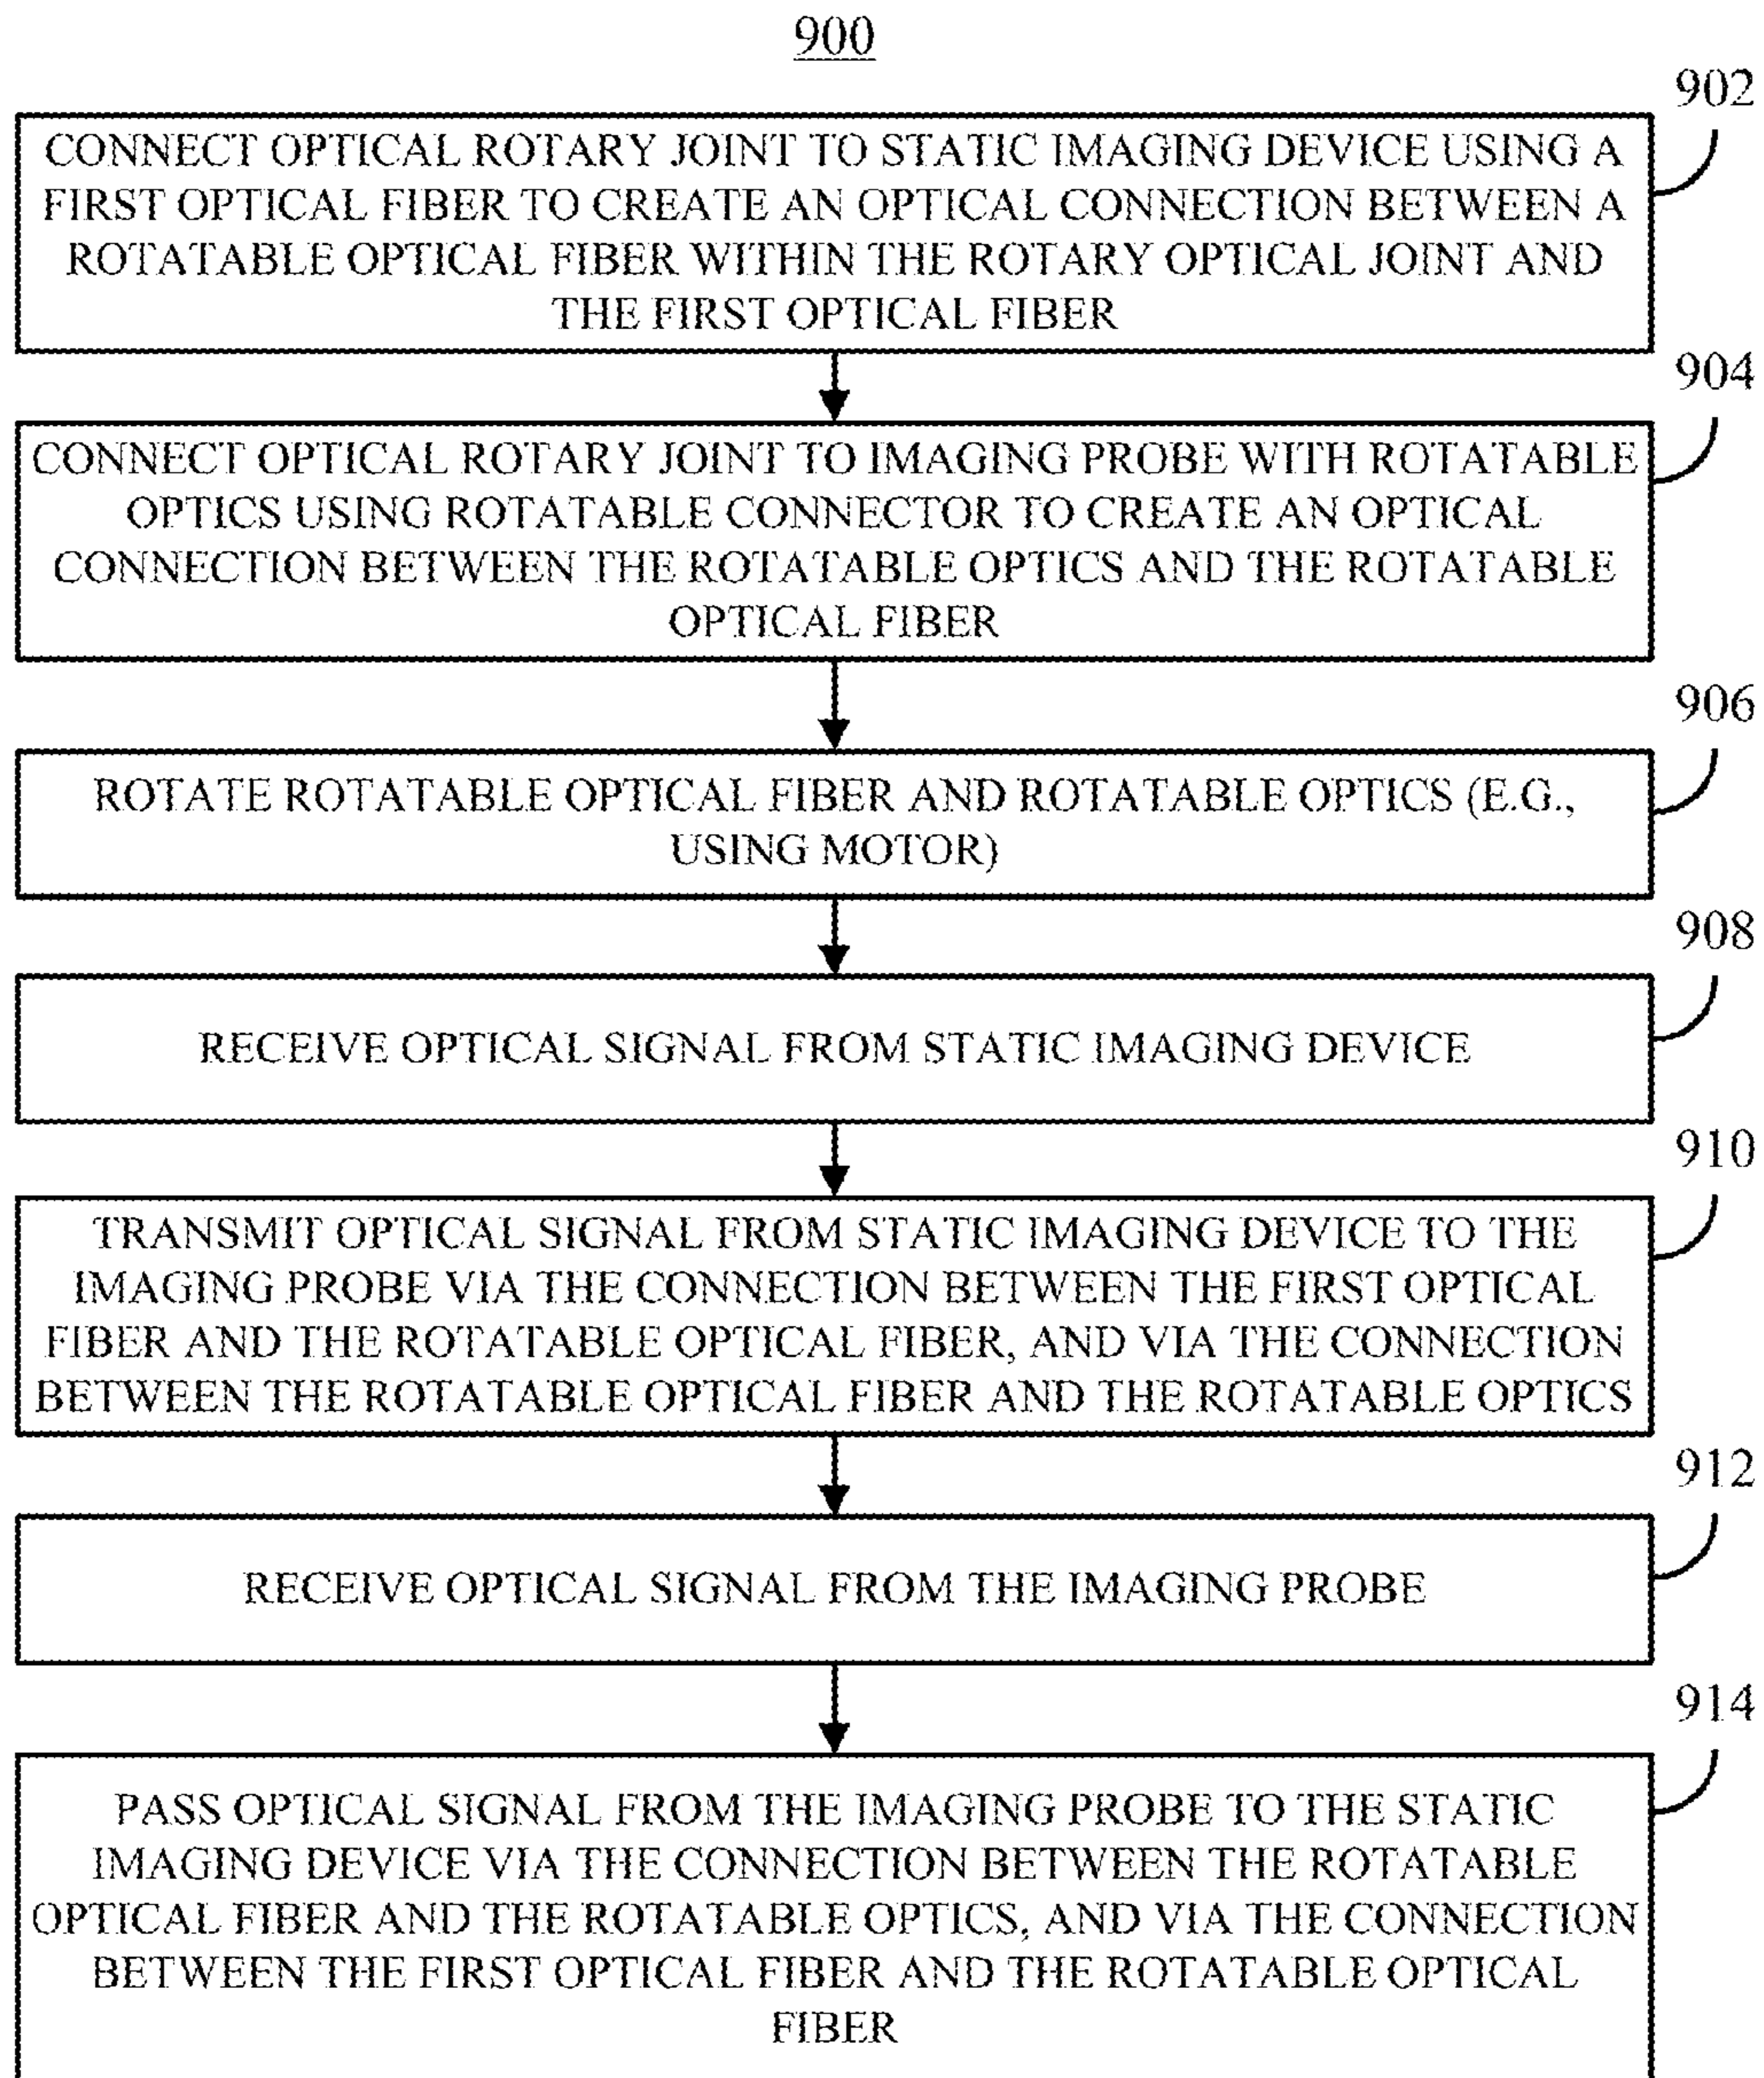 900
902
CONNECT OPTICAL ROTARY JOINT TO STATIC IMAGING DEVICE USING A
FIRST OPTICAL FIBER TO CREATE AN OPTICAL CONNECTION BETWEEN A
ROTATABLE OPTICAL FIBER WITHIN THE ROTARY OPTICAL JOINT AND
THE FIRST OPTICAL FIBER
904
CONNECT OPTICAL ROTARY JOINT TO IMAGING PROBE WITH ROTATABLE
OPTICS USING ROTATABLE CONNECTOR TO CREATE AN OPTICAL
CONNECTION BETWEEN THE ROTATABLE OPTICS AND THE ROTATABLE
OPTICAL FIBER
906
ROTATE ROTATABLE OPTICAL FIBER AND ROTATABLE OPTICS (E.G.,
USING MOTOR)
908
RECEIVE OPTICAL SIGNAL FROM STATIC IMAGING DEVICE
910
TRANSMIT OPTICAL SIGNAL FROM STATIC IMAGING DEVICE TO THE
IMAGING PROBE VIA THE CONNECTION BETWEEN THE FIRST OPTICAL
FIBER AND THE ROTATABLE OPTICAL FIBER, AND VIA THE CONNECTION
BETWEEN THE ROTATABLE OPTICAL FIBER AND THE ROTATABLE OPTICS
912
RECEIVE OPTICAL SIGNAL FROM THE IMAGING PROBE
914
PASS OPTICAL SIGNAL FROM THE IMAGING PROBE TO THE STATIC
IMAGING DEVICE VIA THE CONNECTION BETWEEN THE ROTATABLE
OPTICAL FIBER AND THE ROTATABLE OPTICS, AND VIA THE CONNECTION
BETWEEN THE FIRST OPTICAL FIBER AND THE ROTATABLE OPTICAL
FIBER